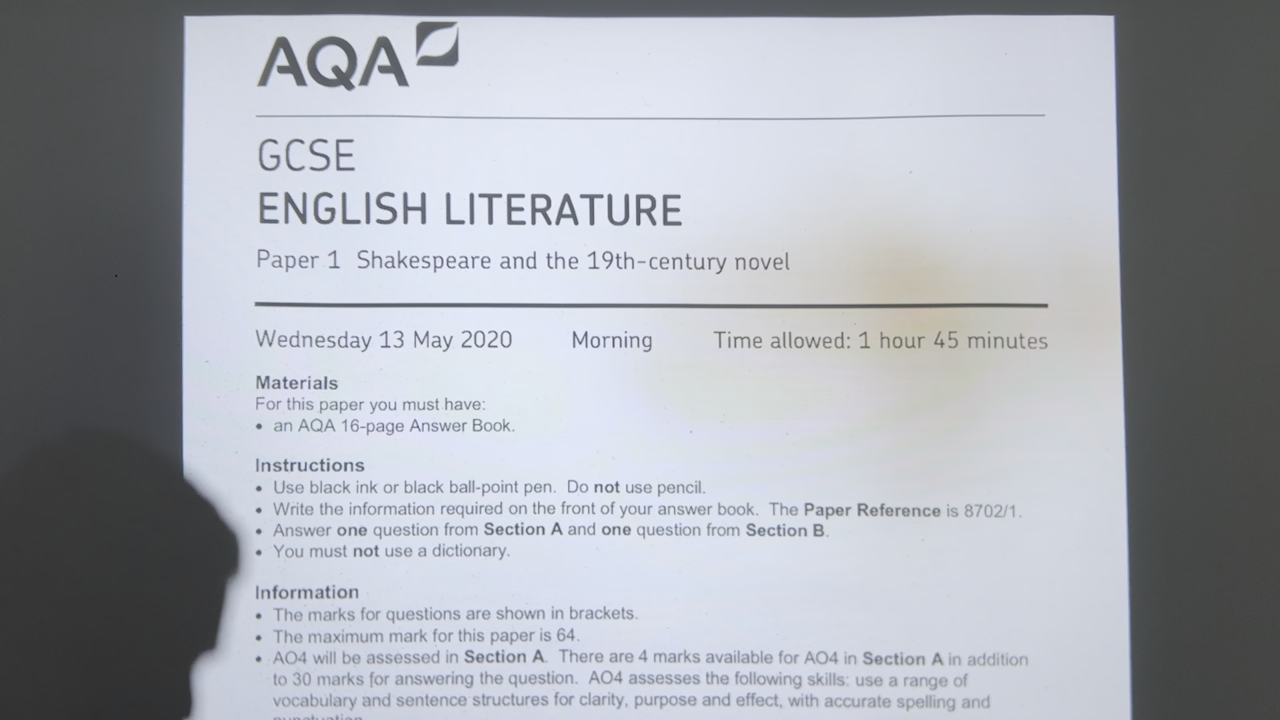 AQA
GCSE
ENGLISH LITERATURE
Paper 1 Shakespeare and the 19th-century novel
Wednesday 13 May 2020 Morning Time allowed: 1 hour 45 minutes
Materials
For this paper you must have:
• an AQA 16-page Answer Book.
Instructions
• Use black ink or black ball-point pen. Do not use pencil.
• Write the information required on the front of your answer book. The Paper Reference is 8702/1.
• Answer one question from Section A and one question from Section B.
• You must not use a dictionary.
Information
• The marks for questions are shown in brackets.
• The maximum mark for this paper is 64.
• AO4 will be assessed in Section A. There are 4 marks available for AO4 in Section A in addition
to 30 marks for answering the question. AO4 assesses the following skills: use a range of
vocabulary and sentence structures for clarity, purpose and effect, with accurate spelling and